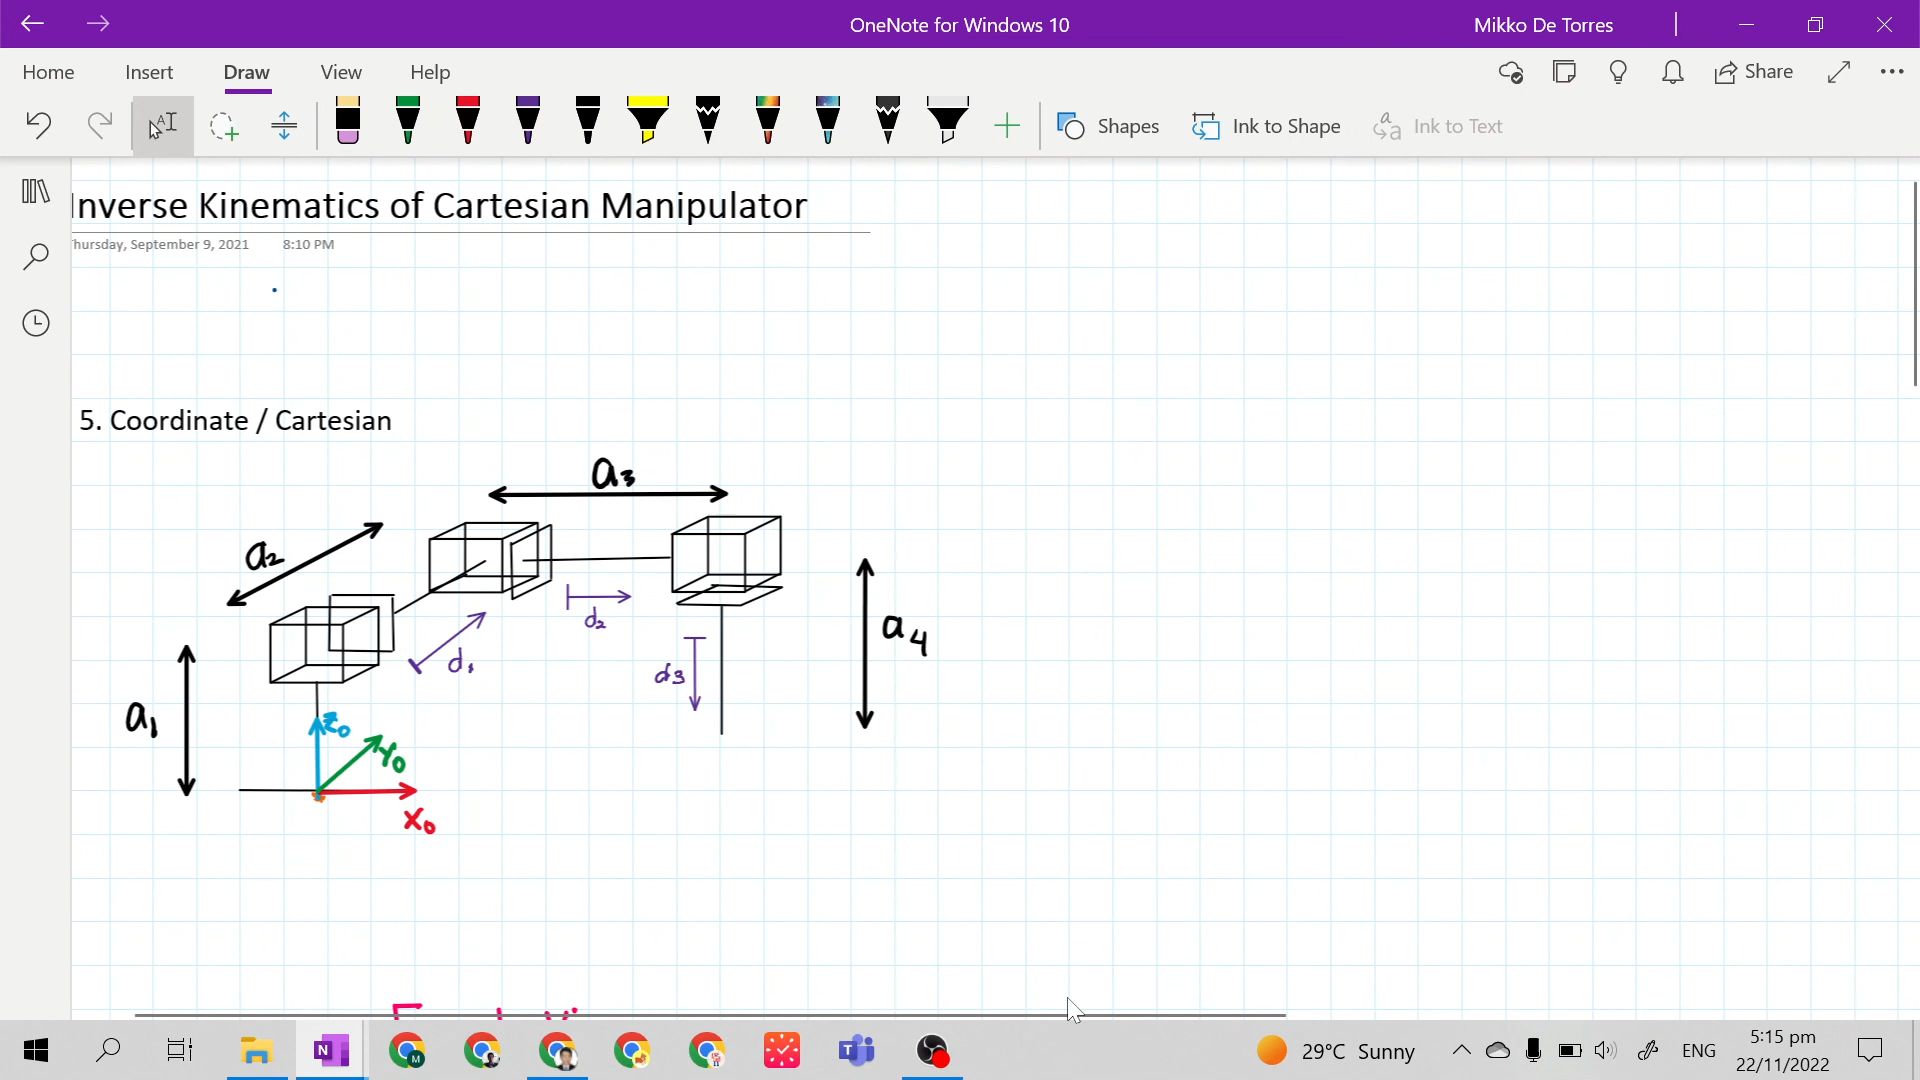 OneNote for Windows 10
Mikko De Torres
Home Insert Draw View Help
Share
Shapes Ink to Shape Ink to Text
Inverse Kinematics of Cartesian Manipulator
hursday, September 9, 2021 8:10 PM
5. Coordinate / Cartesian
a3
a2
d2
a4
d1
d3
a1
z0
Y0
X0
29°C Sunny
ENG
5:15 pm
22/11/2022